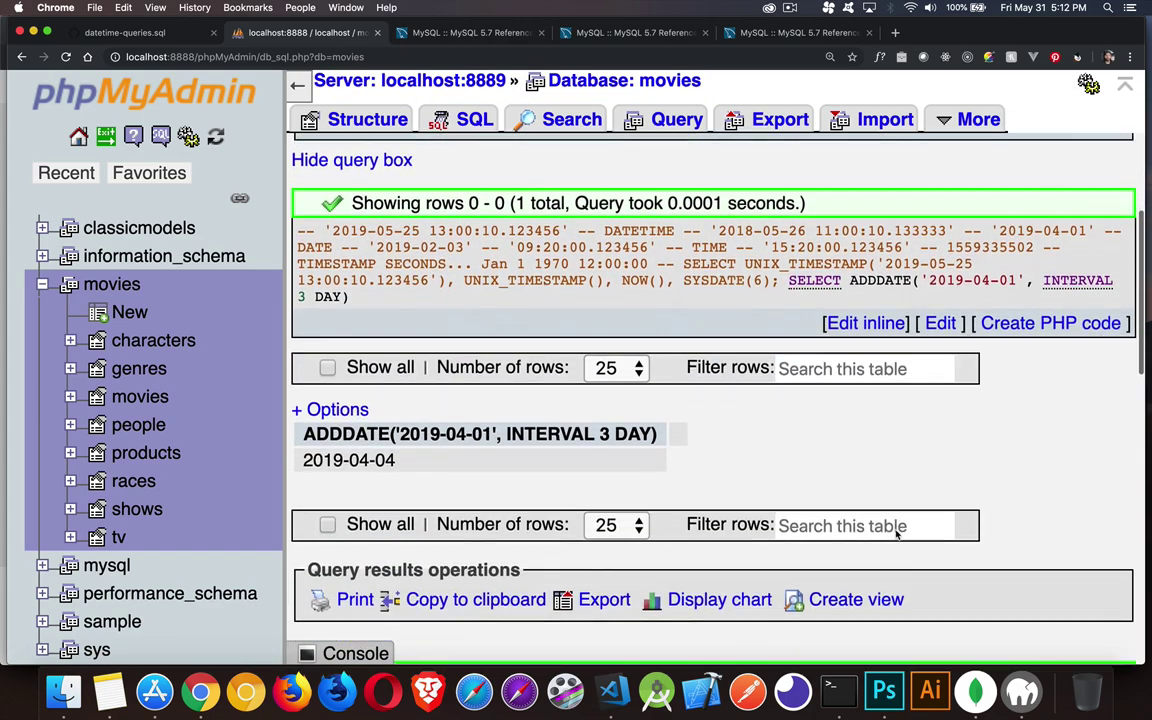 Chrome File Edit View History Bookmarks People Window Help 100% Fri May 31 5:12 PM
datetime-queries.sql
localhost:8888 / localhost / mo
MySQL :: MySQL 5.7 Referenc
MySQL :: MySQL 5.7 Referenc
MySQL :: MySQL 5.7 Referenc
localhost:8888/phpMyAdmin/db_sql.php?db=movies
phpMyAdmin
Recent Favorites
classicmodels
information_schema
movies
New
characters
genres
movies
people
products
races
shows
tv
mysql
performance_schema
sample
sys
Server: localhost:8889 » Database: movies
Structure SQL Search Query Export Import More
Hide query box
Showing rows 0 - 0 (1 total, Query took 0.0001 seconds.)
-- '2019-05-25 13:00:10.123456' -- DATETIME -- '2018-05-26 11:00:10.133333' -- '2019-04-01' --
DATE -- '2019-02-03' -- '09:20:00.123456' -- TIME -- '15:20:00.123456' -- 1559335502 --
TIMESTAMP SECONDS... Jan 1 1970 12:00:00 -- SELECT UNIX_TIMESTAMP('2019-05-25
13:00:10.123456'), UNIX_TIMESTAMP(), NOW(), SYSDATE(6); SELECT ADDDATE('2019-04-01', INTERVAL
3 DAY)
[Edit inline] [ Edit ] [ Create PHP code ]
Show all | Number of rows: 25 Filter rows: Search this table
+ Options
ADDDATE('2019-04-01', INTERVAL 3 DAY)
2019-04-04
Show all | Number of rows: 25 Filter rows: Search this table
Query results operations
Print Copy to clipboard Export Display chart Create view
Console
Ps
Ai